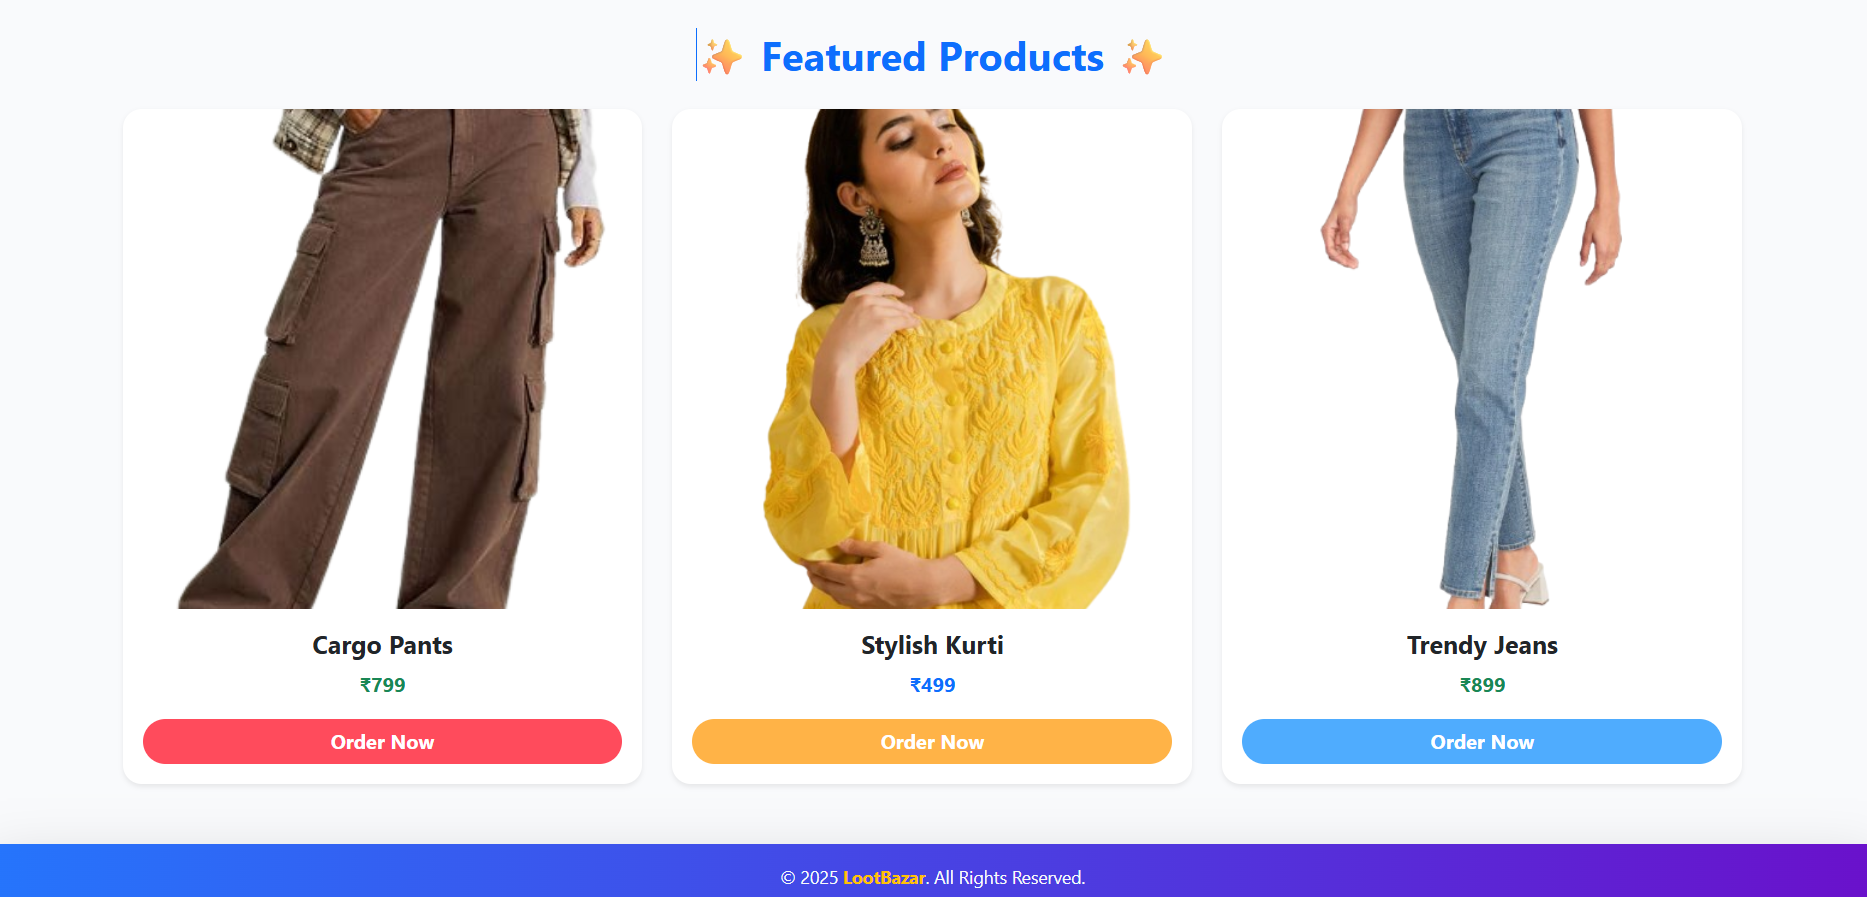 ✨ Featured Products ✨
Cargo Pants
₹799
Order Now
Stylish Kurti
₹499
Order Now
Trendy Jeans
₹899
Order Now
© 2025 LootBazar. All Rights Reserved.